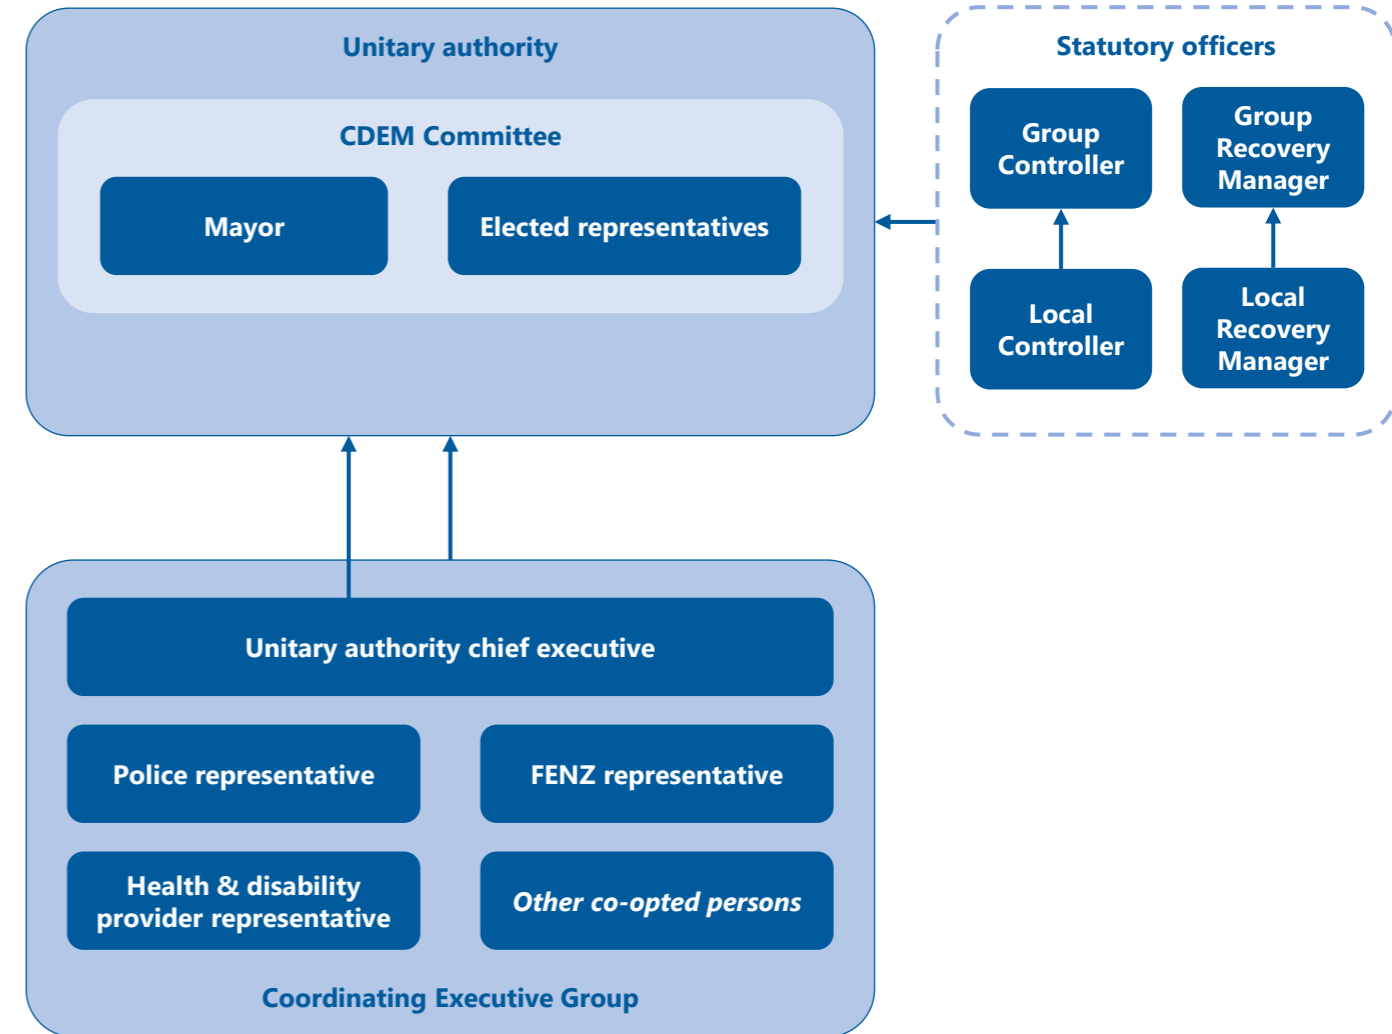 Unitary authority
CDEM Committee
Mayor
Elected representatives
Statutory officers
Group
Controller
Group
Recovery
Manager
Local
Controller
Local
Recovery
Manager
Unitary authority chief executive
Police representative
FENZ representative
Health & disability
provider representative
Other co-opted persons
Coordinating Executive Group